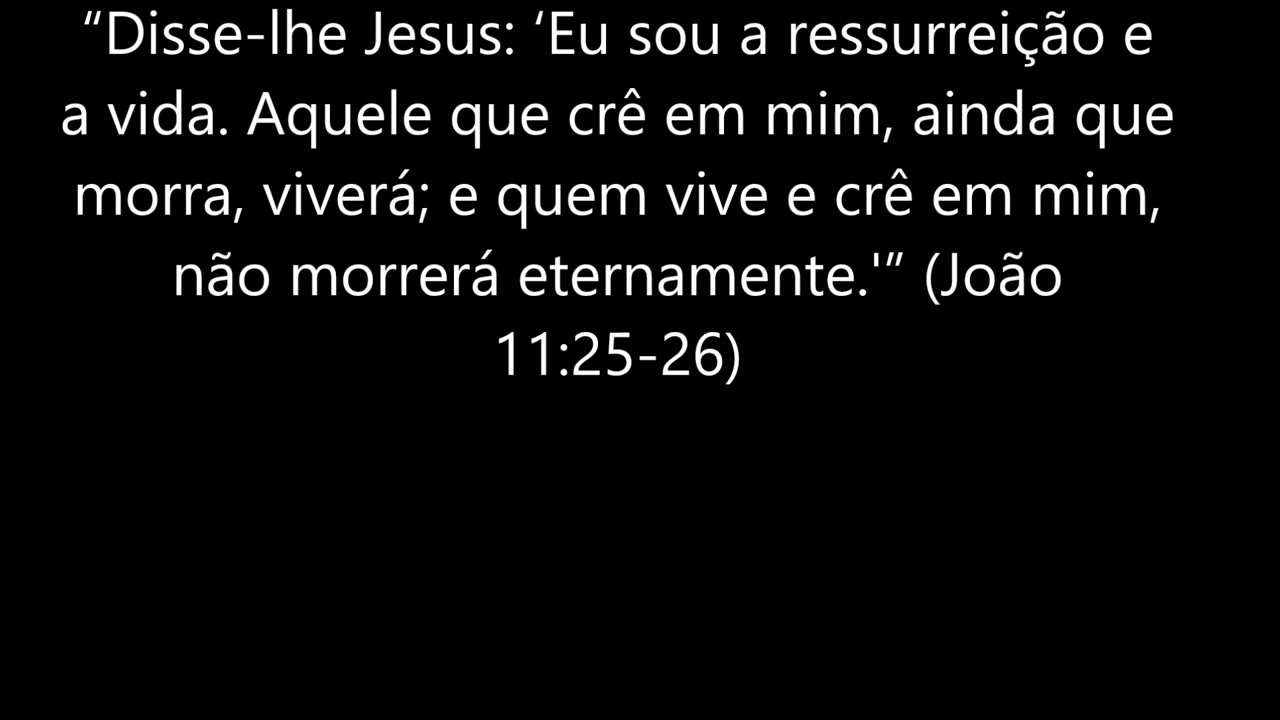 “Disse-lhe Jesus: ‘Eu sou a ressurreição e
a vida. Aquele que crê em mim, ainda que
morra, viverá; e quem vive e crê em mim,
não morrerá eternamente.'” (João
11:25-26)